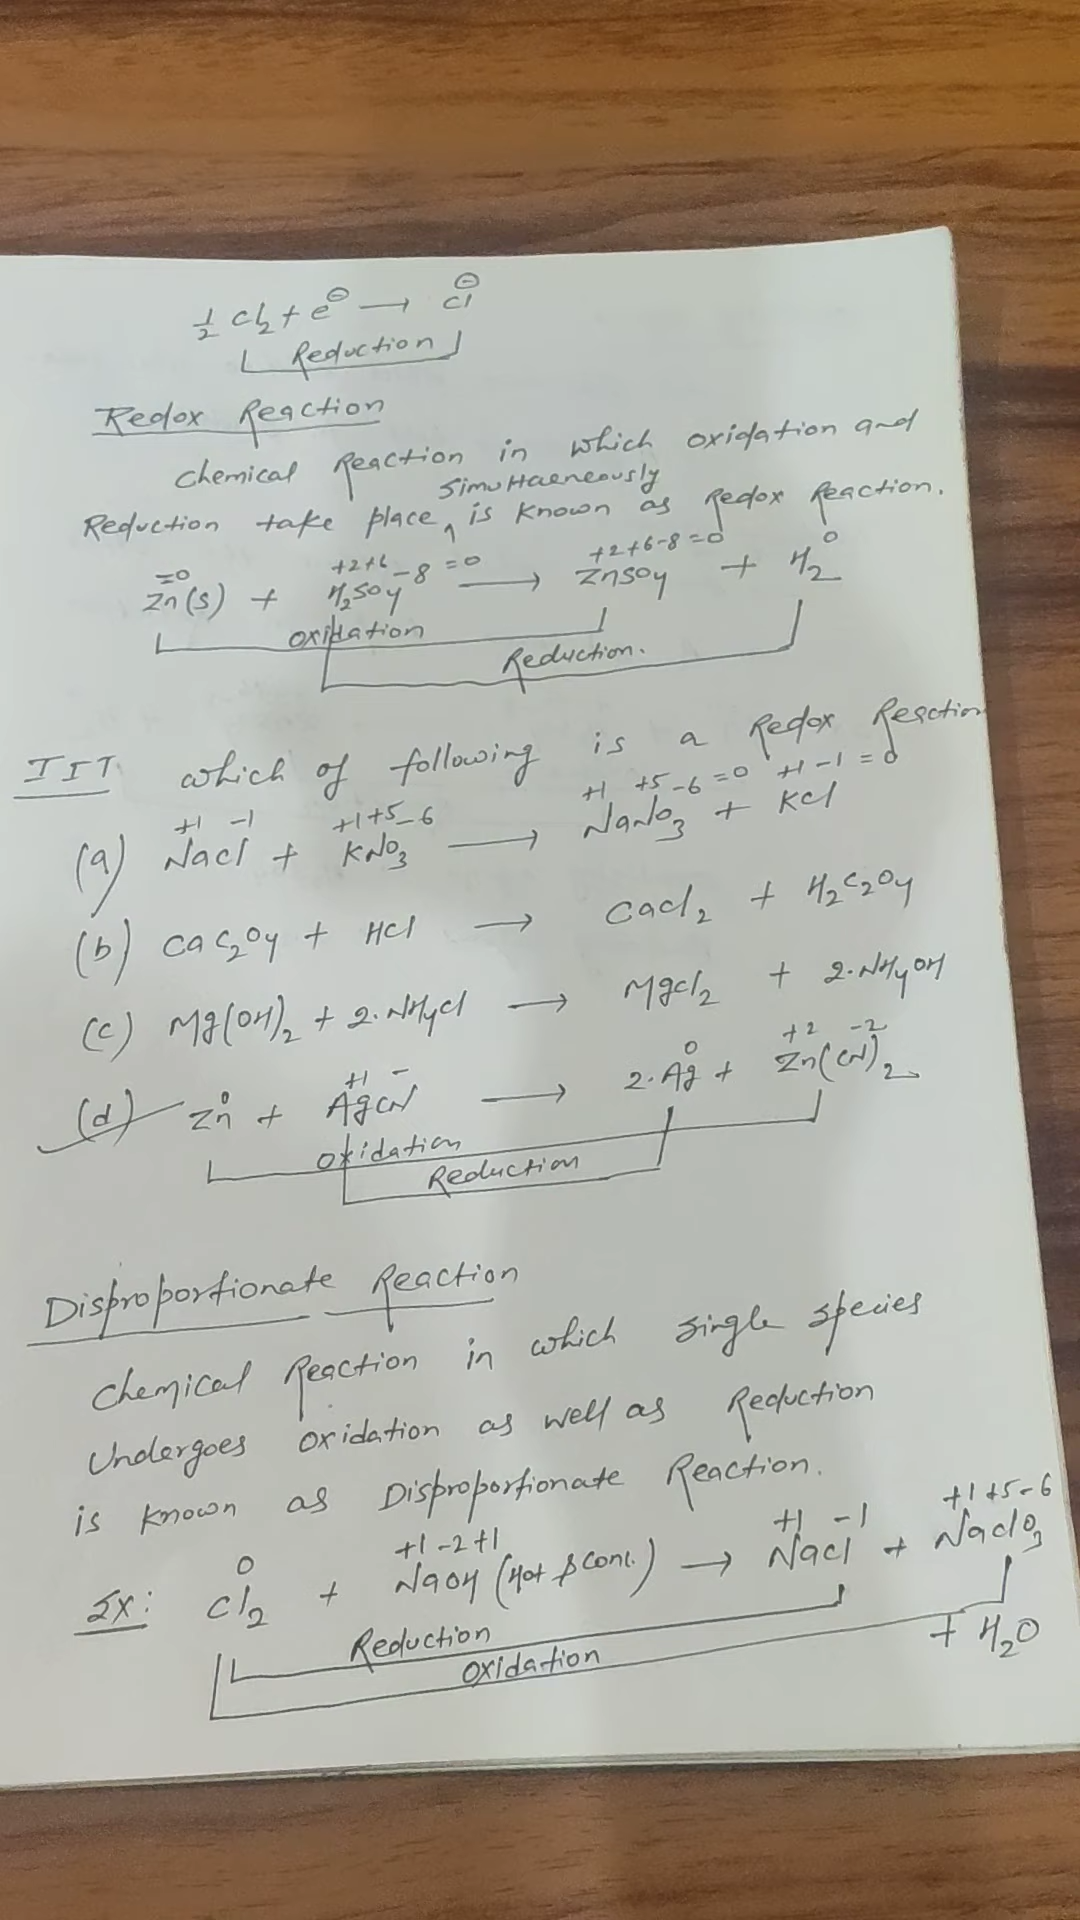 ½ Cl₂ + e⊖ → Cl⊖
Reduction
Redox Reaction
Chemical Reaction in which oxidation and
simultaeneously
Reduction take place ^ is known as Redox Reaction.
=0 +2+6-8=0 +2+6-8=0 0
Zn(s) + H₂SO₄ → ZnSO₄ + H₂
oxidation
Reduction.
IIT which of following is a Redox Reaction
+1 -1 +1+5-6 +1 +5-6=0 +1-1=0
(a) NaCl + KNO₃ → NaNO₃ + KCl
(b) CaC₂O₄ + HCl → CaCl₂ + H₂C₂O₄
(c) Mg(OH)₂ + 2.NH₄Cl → MgCl₂ + 2.NH₄OH
0 +1 - 0 +2 -2
(d) Zn + AgCN → 2.Ag + Zn(CN)₂
oxidation
Reduction
Disproportionate Reaction
Chemical Reaction in which single species
Undergoes oxidation as well as Reduction
is known as Disproportionate Reaction.
0 +1-2+1 +1 -1 +1+5-6
Ex: Cl₂ + NaOH (Hot & Conc.) → NaCl + NaClO₃
Reduction
+ H₂O
Oxidation